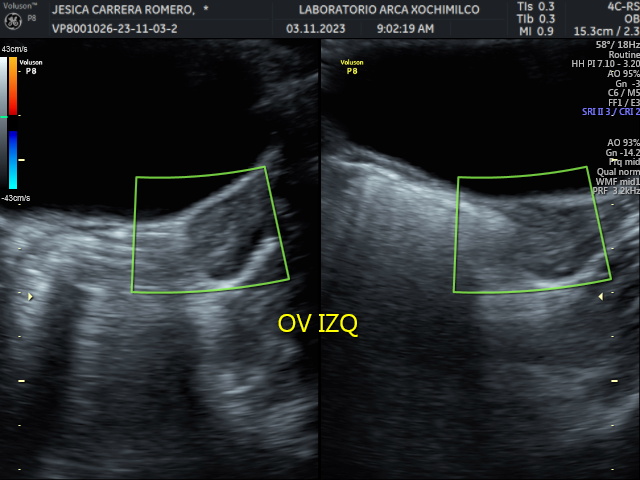 Voluson™
P8
JESICA CARRERA ROMERO, *
VP8001026-23-11-03-2
LABORATORIO ARCA XOCHIMILCO
03.11.2023 9:02:19 AM
TIs 0.3
Tib 0.3
MI 0.9
4C-RS
OB
15.3cm / 2.3
43cm/s
-43cm/s
Voluson
P8
Voluson
P8
58°/ 18Hz
Routine
HH PI 7.10 - 3.20
AO 95%
Gn -3
C6 / M5
FF1 / E3
SRI II 3 / CRI 2
AO 93%
Gn -14.2
Frq mid
Qual norm
WMF mid1
PRF 3.2kHz
OV IZQ